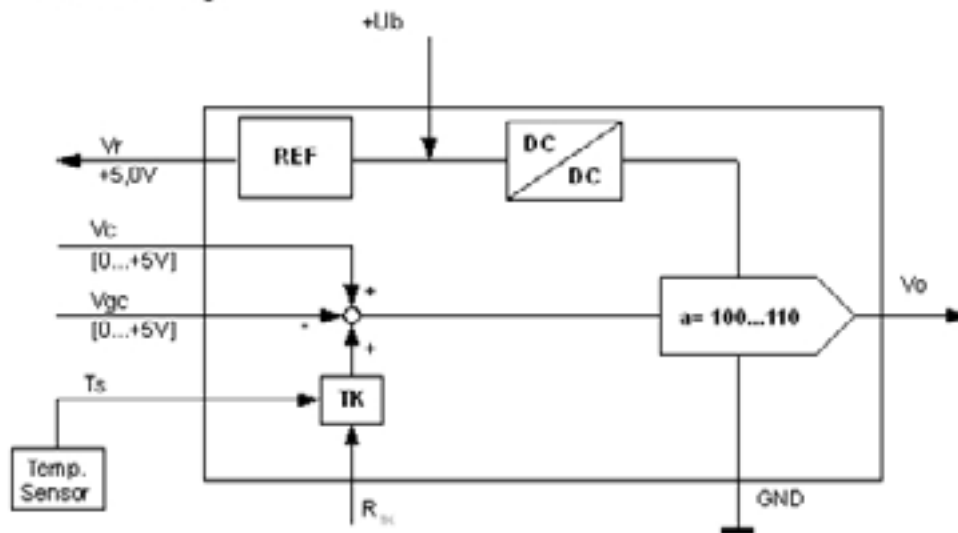 +Ub
Vr
+5,0V
REF
DC
DC
Vc
[0...+5V]
Vgc
[0...+5V]
+
-
+
a= 100...110
Vo
Ts
TK
Temp.
Sensor
R
GND